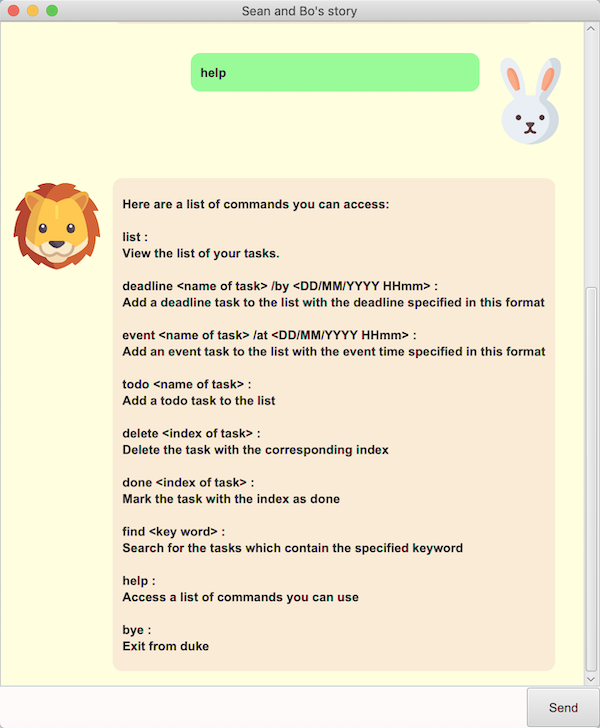 Sean and Bo's story
help
Here are a list of commands you can access:
list :
View the list of your tasks.
deadline <name of task> /by <DD/MM/YYYY HHmm> :
Add a deadline task to the list with the deadline specified in this format
event <name of task> /at <DD/MM/YYYY HHmm> :
Add an event task to the list with the event time specified in this format
todo <name of task> :
Add a todo task to the list
delete <index of task> :
Delete the task with the corresponding index
done <index of task> :
Mark the task with the index as done
find <key word> :
Search for the tasks which contain the specified keyword
help :
Access a list of commands you can use
bye :
Exit from duke
Send